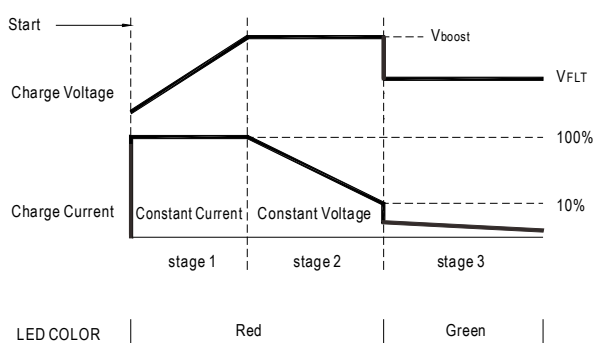 Start
Vboost
Charge Voltage
VFLT
100%
Charge Current
Constant Current
Constant Voltage
10%
stage 1
stage 2
stage 3
LED COLOR
Red
Green